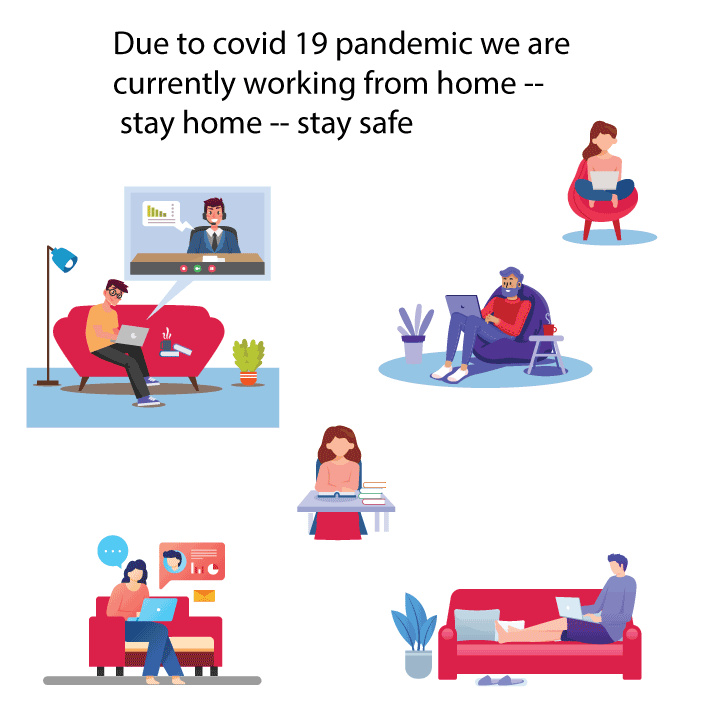 Due to covid 19 pandemic we are
currently working from home --
stay home -- stay safe